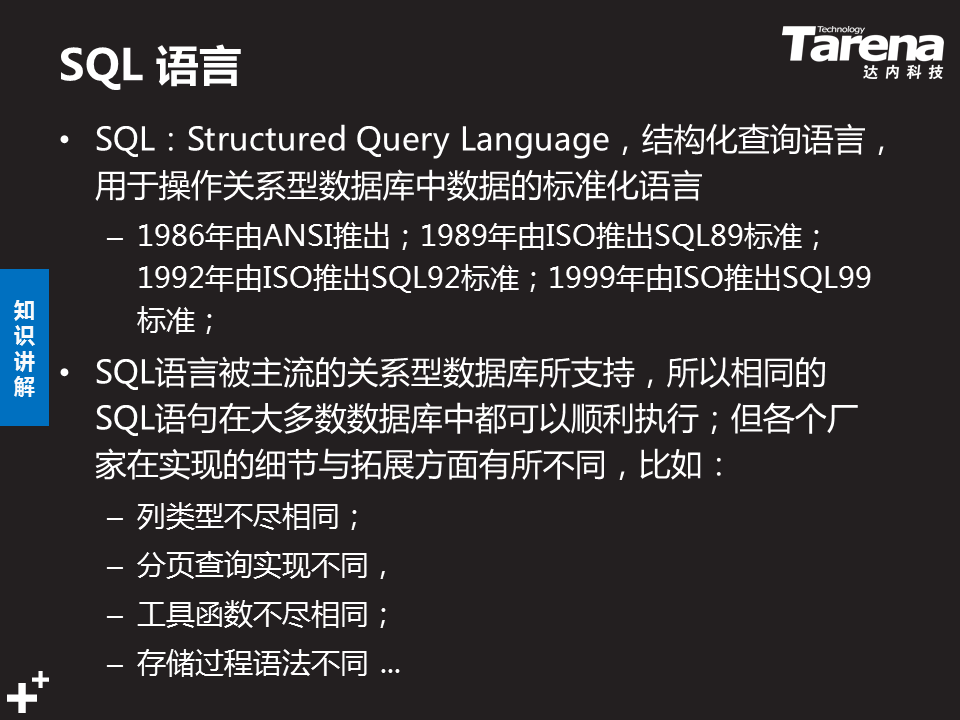 SQL 语言
Technology
Tarena
达内科技
• SQL：Structured Query Language，结构化查询语言，
用于操作关系型数据库中数据的标准化语言
– 1986年由ANSI推出；1989年由ISO推出SQL89标准；
1992年由ISO推出SQL92标准；1999年由ISO推出SQL99
标准；
知
识
讲
解
• SQL语言被主流的关系型数据库所支持，所以相同的
SQL语句在大多数数据库中都可以顺利执行；但各个厂
家在实现的细节与拓展方面有所不同，比如：
– 列类型不尽相同；
– 分页查询实现不同，
– 工具函数不尽相同；
– 存储过程语法不同 ...